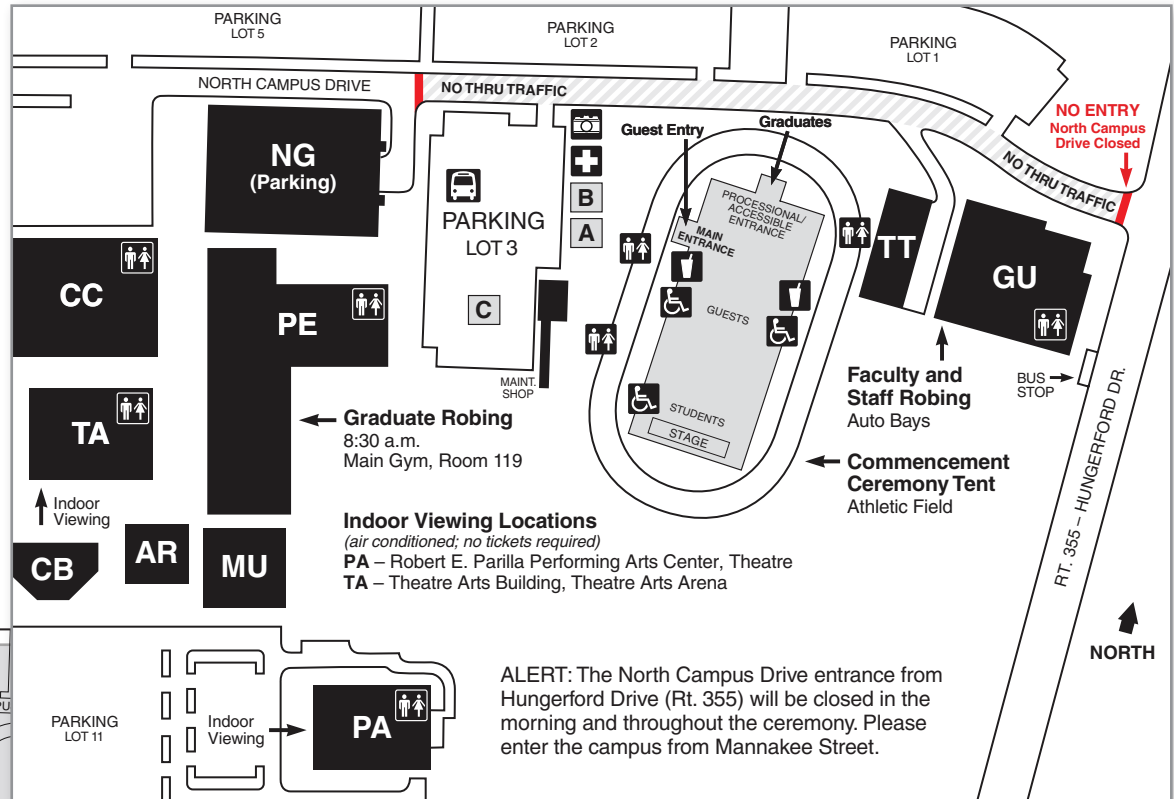 PARKING
LOT 5
PARKING
LOT 2
PARKING
LOT 1
NORTH CAMPUS DRIVE
NO THRU TRAFFIC
NO ENTRY
North Campus
Drive Closed
NO THRU TRAFFIC
Guest Entry
Graduates
NG
(Parking)
PARKING
LOT 3
B
A
C
PROCESSIONAL/
ACCESSIBLE
ENTRANCE
MAIN
ENTRANCE
GUESTS
STUDENTS
STAGE
TT
GU
CC
PE
MAINT.
SHOP
BUS
STOP
RT. 355 – HUNGERFORD DR.
Faculty and
Staff Robing
Auto Bays
TA
Graduate Robing
8:30 a.m.
Main Gym, Room 119
Commencement
Ceremony Tent
Athletic Field
Indoor
Viewing
CB
AR
MU
Indoor Viewing Locations
(air conditioned; no tickets required)
PA – Robert E. Parilla Performing Arts Center, Theatre
TA – Theatre Arts Building, Theatre Arts Arena
NORTH
ALERT: The North Campus Drive entrance from
Hungerford Drive (Rt. 355) will be closed in the
morning and throughout the ceremony. Please
enter the campus from Mannakee Street.
PARKING
LOT 11
Indoor
Viewing
PA